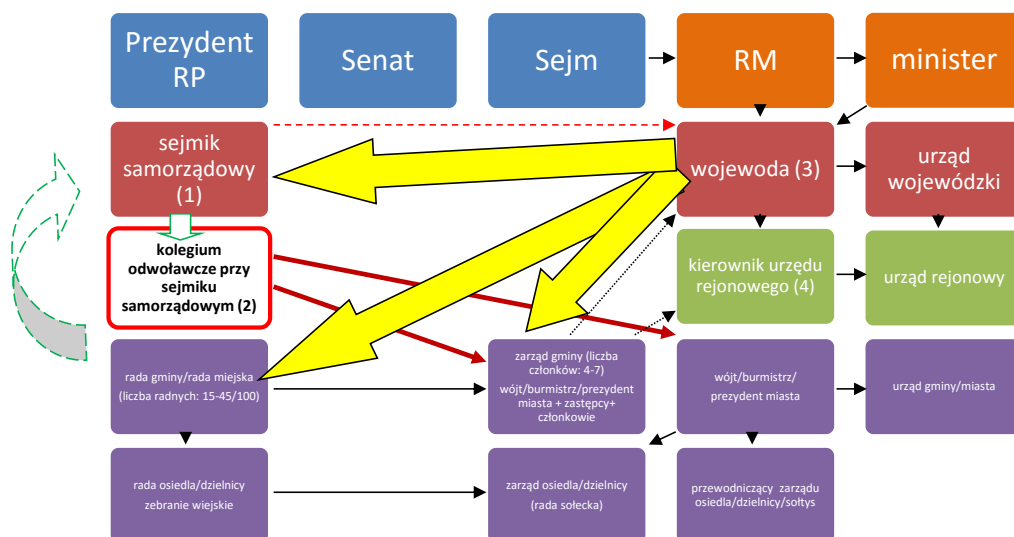 Prezydent
RP
Senat
Sejm
RM
minister
sejmik
samorządowy
(1)
wojewoda (3)
urząd
wojewódzki
kolegium
odwoławcze przy
sejmiku
samorządowym (2)
kierownik urzędu
rejonowego (4)
urząd rejonowy
rada gminy/rada miejska
(liczba radnych: 15-45/100)
zarząd gminy (liczba
członków: 4-7)
wójt/burmistrz/prezydent
miasta + zastępcy+
członkowie
wójt/burmistrz/
prezydent miasta
urząd gminy/miasta
rada osiedla/dzielnicy
zebranie wiejskie
zarząd osiedla/dzielnicy
(rada sołecka)
przewodniczący zarządu
osiedla/dzielnicy/sołtys